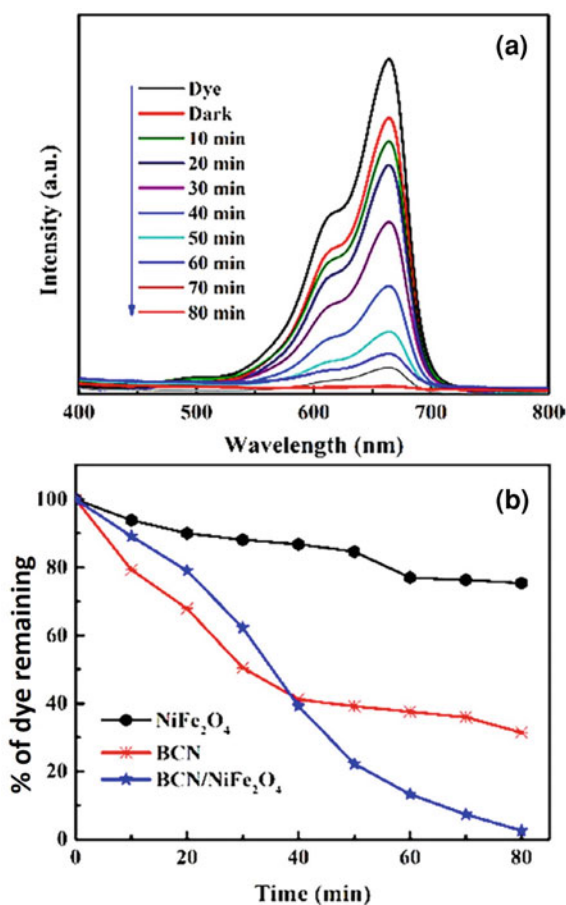 (a)
Dye
Dark
10 min
20 min
30 min
40 min
50 min
60 min
70 min
80 min
Intensity (a.u.)
400 500 600 700 800
Wavelength (nm)
(b)
100
80
60
40
20
0
% of dye remaining
NiFe₂O₄
BCN
BCN/NiFe₂O₄
0 20 40 60 80
Time (min)